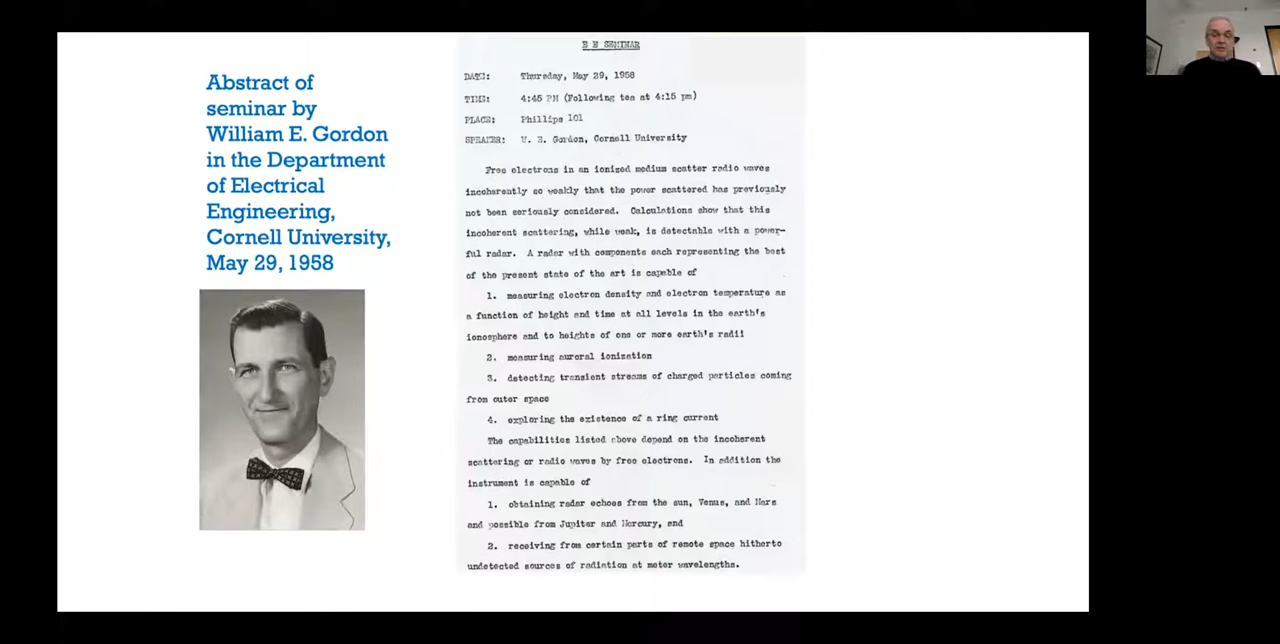 Abstract of
seminar by
William E. Gordon
in the Department
of Electrical
Engineering,
Cornell University,
May 29, 1958
E E SEMINAR
DATE: Thursday, May 29, 1958
TIME: 4:45 PM (Following tea at 4:15 pm)
PLACE: Phillips 101
SPEAKER: W. E. Gordon, Cornell University
Free electrons in an ionized medium scatter radio waves
incoherently so weakly that the power scattered has previously
not been seriously considered. Calculations show that this
incoherent scattering, while weak, is detectable with a power-
ful radar. A radar with components each representing the best
of the present state of the art is capable of
1. measuring electron density and electron temperature as
a function of height and time at all levels in the earth's
ionosphere and to heights of one or more earth's radii
2. measuring auroral ionization
3. detecting transient streams of charged particles coming
from outer space
4. exploring the existence of a ring current
The capabilities listed above depend on the incoherent
scattering or radio waves by free electrons. In addition the
instrument is capable of
1. obtaining radar echoes from the sun, Venus, and Mars
and possible from Jupiter and Mercury, and
2. receiving from certain parts of remote space hitherto
undetected sources of radiation at meter wavelengths.